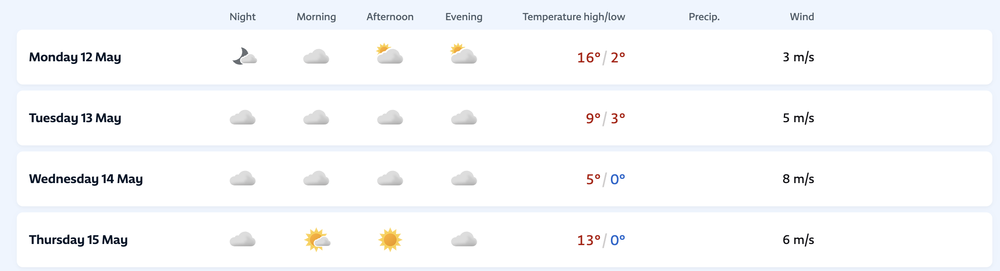 Night Morning Afternoon Evening Temperature high/low Precip. Wind
Monday 12 May 16°/2° 3 m/s
Tuesday 13 May 9°/3° 5 m/s
Wednesday 14 May 5°/0° 8 m/s
Thursday 15 May 13°/0° 6 m/s